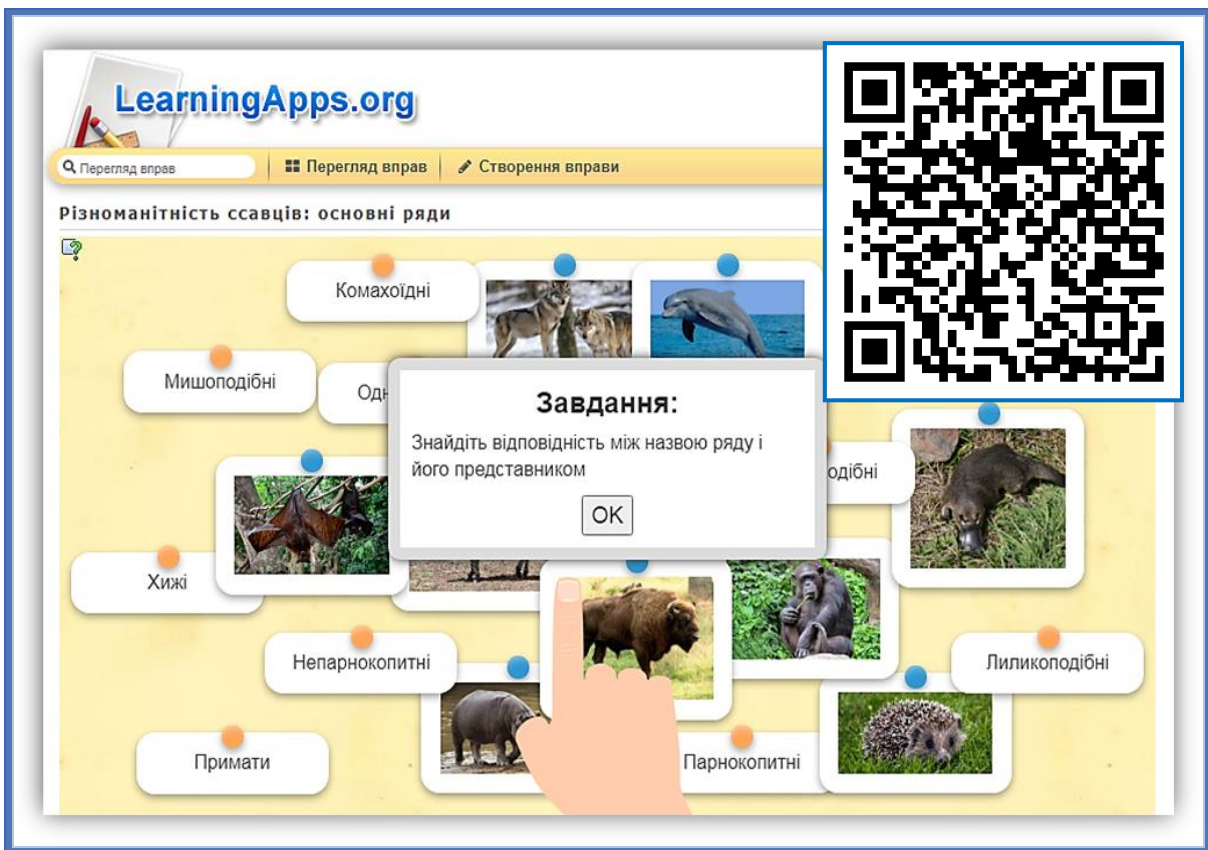 LearningApps.org
Перегляд вправ
Перегляд вправ
Створення вправи
Різноманітність ссавців: основні ряди
Комахоїдні
Мишоподібні
Завдання:
Знайдіть відповідність між назвою ряду і
його представником
OK
Хижі
Непарнокопитні
Лиликоподібні
Примати
Парнокопитні